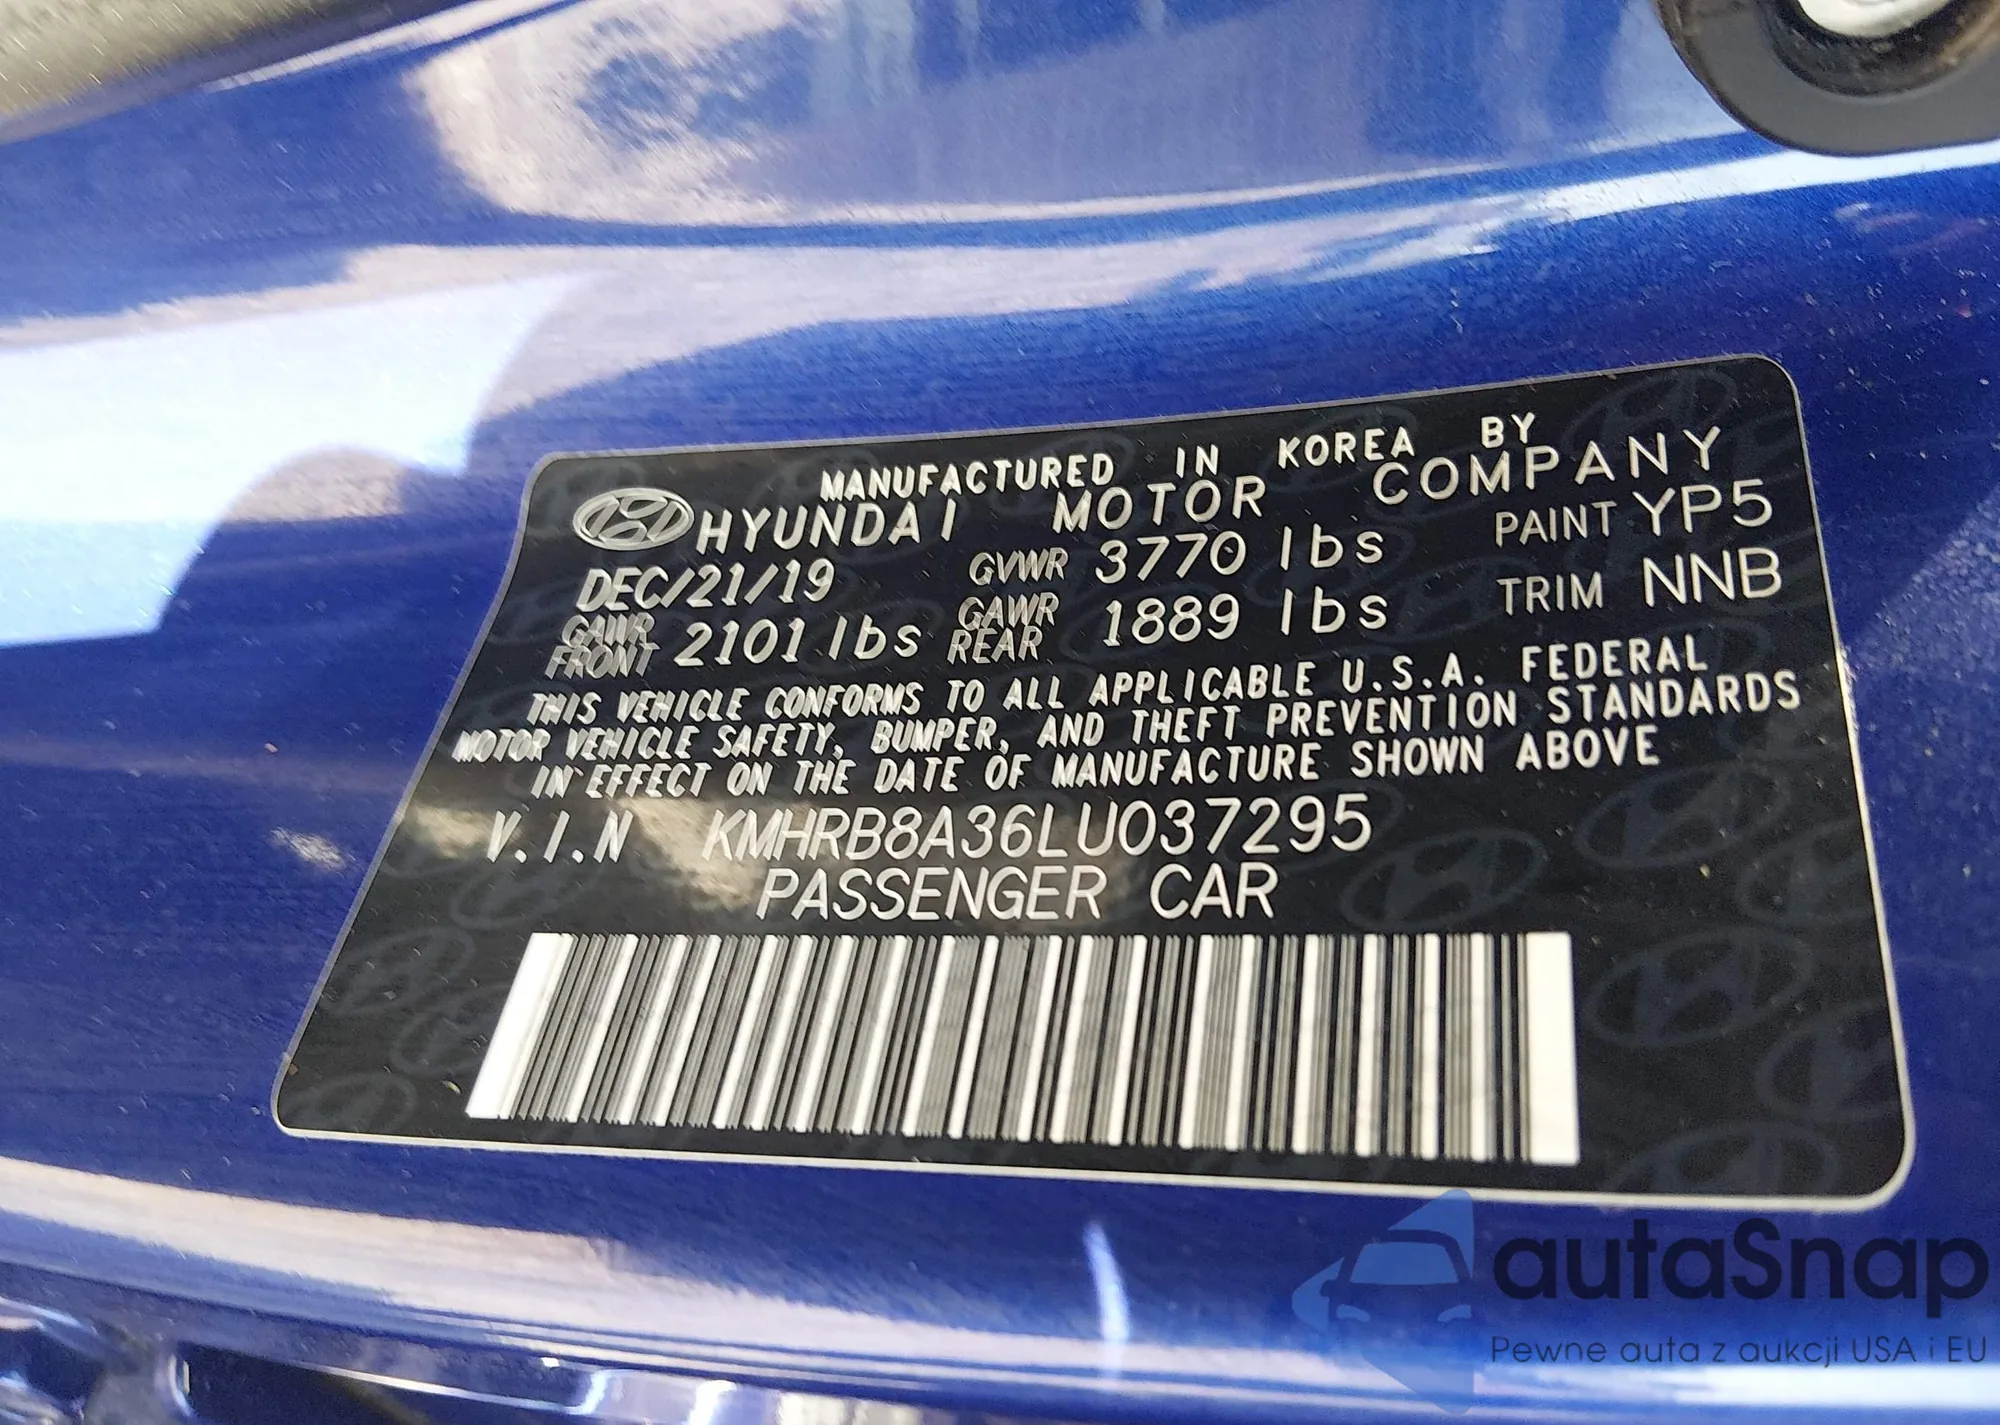 MANUFACTURED IN KOREA BY
HYUNDAI MOTOR COMPANY
DEC/21/19 GVWR 3770 lbs PAINT YP5
GAWR FRONT 2101 lbs GAWR REAR 1889 lbs TRIM NNB
THIS VEHICLE CONFORMS TO ALL APPLICABLE U.S.A. FEDERAL
MOTOR VEHICLE SAFETY, BUMPER, AND THEFT PREVENTION STANDARDS
IN EFFECT ON THE DATE OF MANUFACTURE SHOWN ABOVE
V.I.N KMHRB8A36LU037295
PASSENGER CAR
autaSnap
Pewne auta z aukcji USA i EU